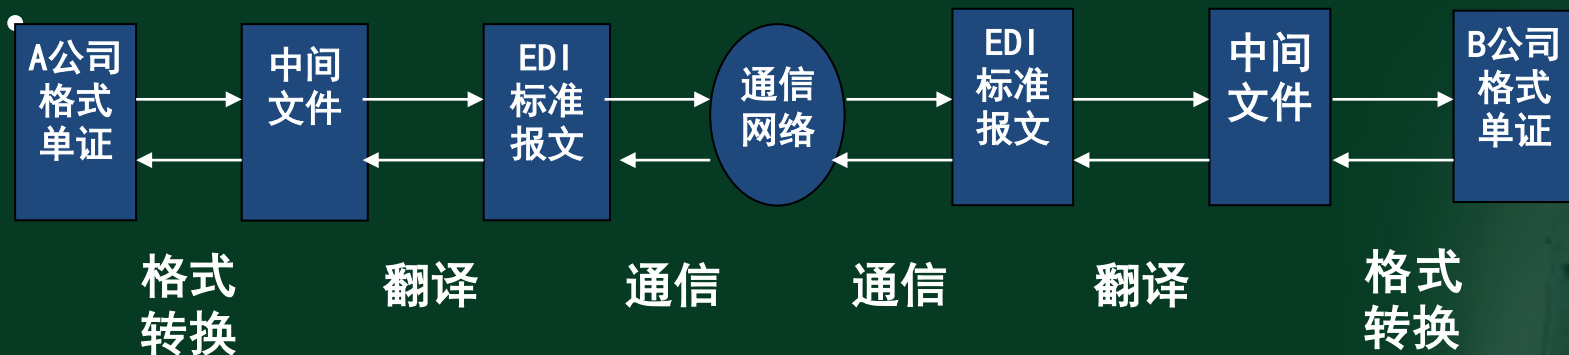 A公司
格式
单证
中间
文件
EDI
标准
报文
通信
网络
EDI
标准
报文
中间
文件
B公司
格式
单证
格式
转换
翻译
通信
通信
翻译
格式
转换